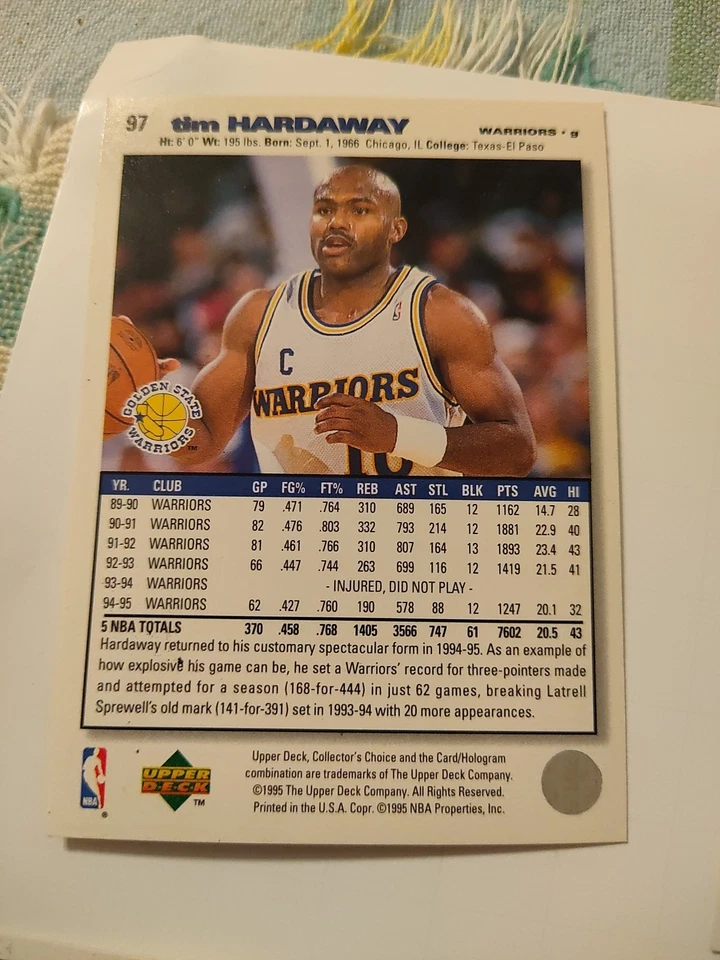 97 tim HARDAWAY WARRIORS • g
Ht: 6' 0" Wt: 195 lbs. Born: Sept. 1, 1966 Chicago, IL College: Texas-El Paso
C
WARRIORS
10
GOLDEN STATE
WARRIORS
TM
YR. CLUB GP FG% FT% REB AST STL BLK PTS AVG HI
89-90 WARRIORS 79 .471 .764 310 689 165 12 1162 14.7 28
90-91 WARRIORS 82 .476 .803 332 793 214 12 1881 22.9 40
91-92 WARRIORS 81 .461 .766 310 807 164 13 1893 23.4 43
92-93 WARRIORS 66 .447 .744 263 699 116 12 1419 21.5 41
93-94 WARRIORS - INJURED, DID NOT PLAY -
94-95 WARRIORS 62 .427 .760 190 578 88 12 1247 20.1 32
5 NBA TOTALS 370 .458 .768 1405 3566 747 61 7602 20.5 43
Hardaway returned to his customary spectacular form in 1994-95. As an example of
how explosive his game can be, he set a Warriors' record for three-pointers made
and attempted for a season (168-for-444) in just 62 games, breaking Latrell
Sprewell's old mark (141-for-391) set in 1993-94 with 20 more appearances.
NBA
®
UPPER
DECK
TM
Upper Deck, Collector's Choice and the Card/Hologram
combination are trademarks of The Upper Deck Company.
©1995 The Upper Deck Company. All Rights Reserved.
Printed in the U.S.A. Copr. ©1995 NBA Properties, Inc.